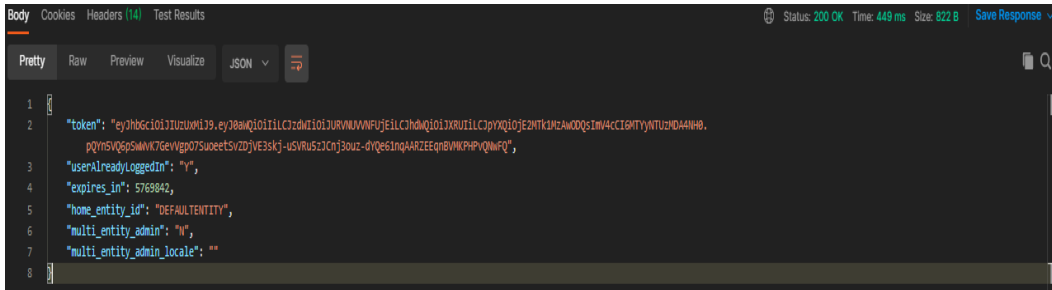 Body Cookies Headers (14) Test Results Status: 200 OK Time: 449 ms Size: 822 B Save Response
Pretty Raw Preview Visualize JSON
1 {
2 "token": "eyJhbGciOiJIUzUxMiJ9.eyJ0aWQiOiIiLCJzdWIiOiJURVNUVVNFUjEiLCJhdWQiOiJXRUIiLCJpYXQiOjE2MTk1MzAwODQsImV4cCI6MTYyNTUzMDA4NH0.
3 "userAlreadyLoggedIn": "Y",
4 "expires_in": 5769842,
5 "home_entity_id": "DEFAULTENTITY",
6 "multi_entity_admin": "N",
7 "multi_entity_admin_locale": ""
8 }